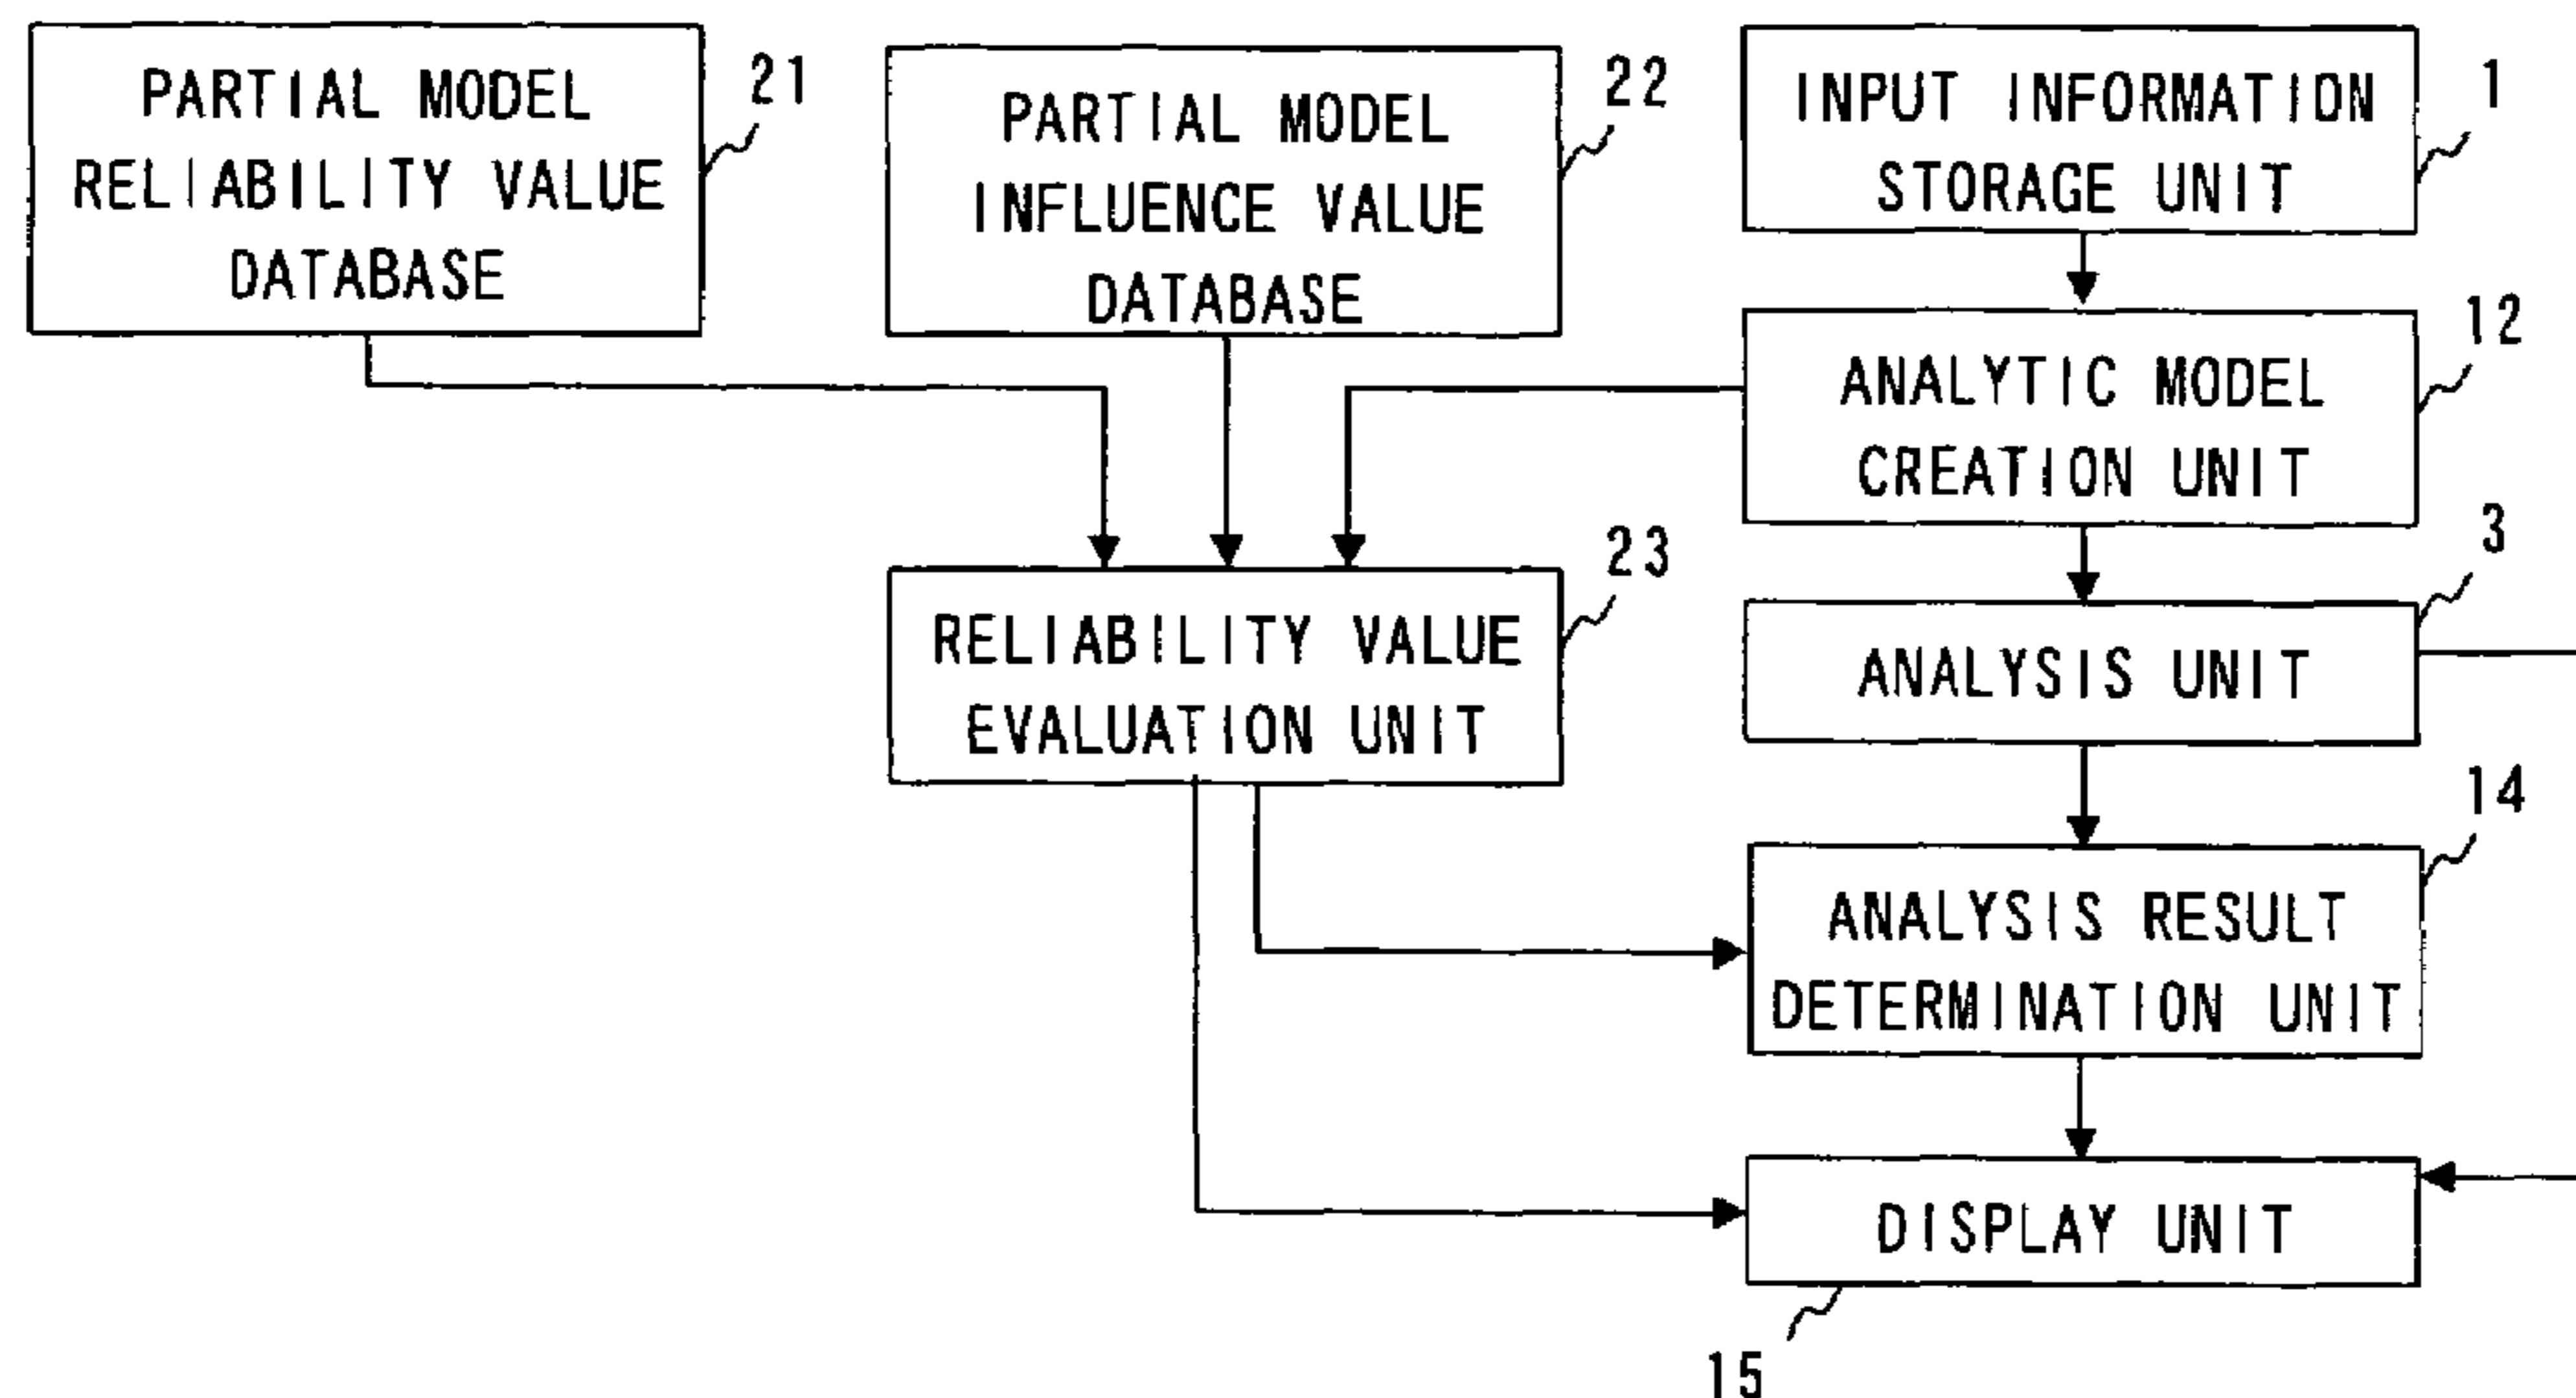 PARTIAL MODEL
RELIABILITY VALUE
DATABASE
21
PARTIAL MODEL
INFLUENCE VALUE
DATABASE
22
INPUT INFORMATION
STORAGE UNIT
1
ANALYTIC MODEL
CREATION UNIT
12
RELIABILITY VALUE
EVALUATION UNIT
23
ANALYSIS UNIT
3
ANALYSIS RESULT
DETERMINATION UNIT
14
DISPLAY UNIT
15